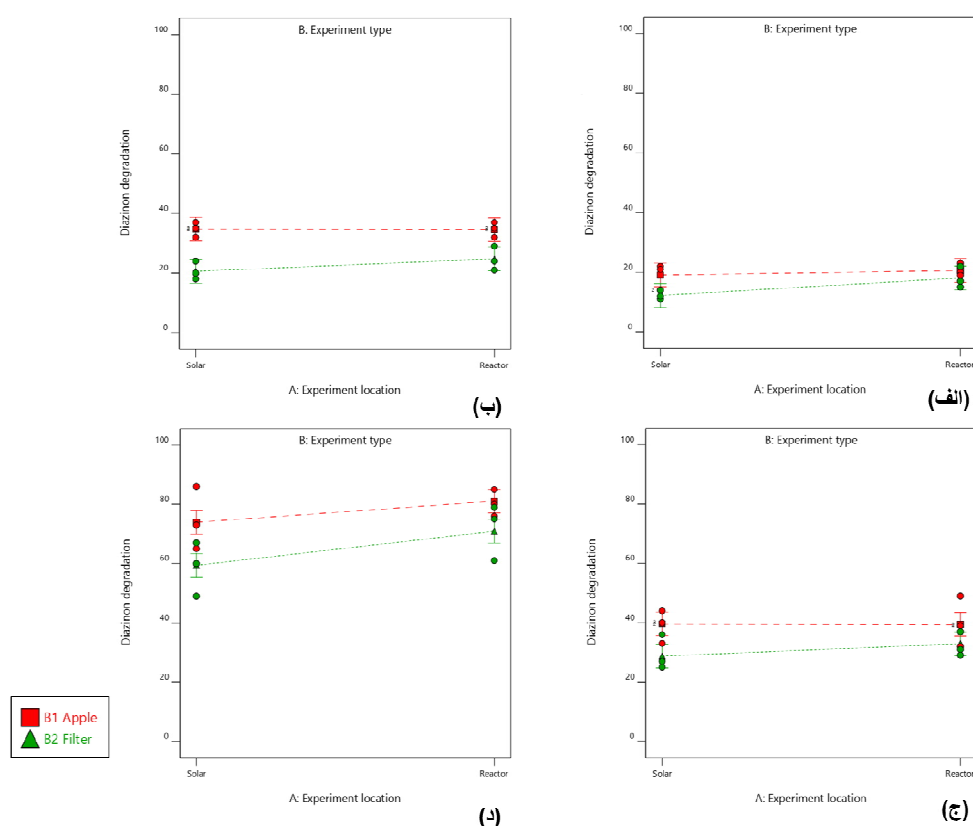 B: Experiment type
100
80
60
40
20
0
Diazinon degradation
Solar
Reactor
A: Experiment location
(ب)
B: Experiment type
100
80
60
40
20
0
Diazinon degradation
Solar
Reactor
A: Experiment location
(الف)
B: Experiment type
100
80
60
40
20
0
Diazinon degradation
Solar
Reactor
A: Experiment location
(د)
B: Experiment type
100
80
60
40
20
0
Diazinon degradation
Solar
Reactor
A: Experiment location
(ج)
B1 Apple
B2 Filter